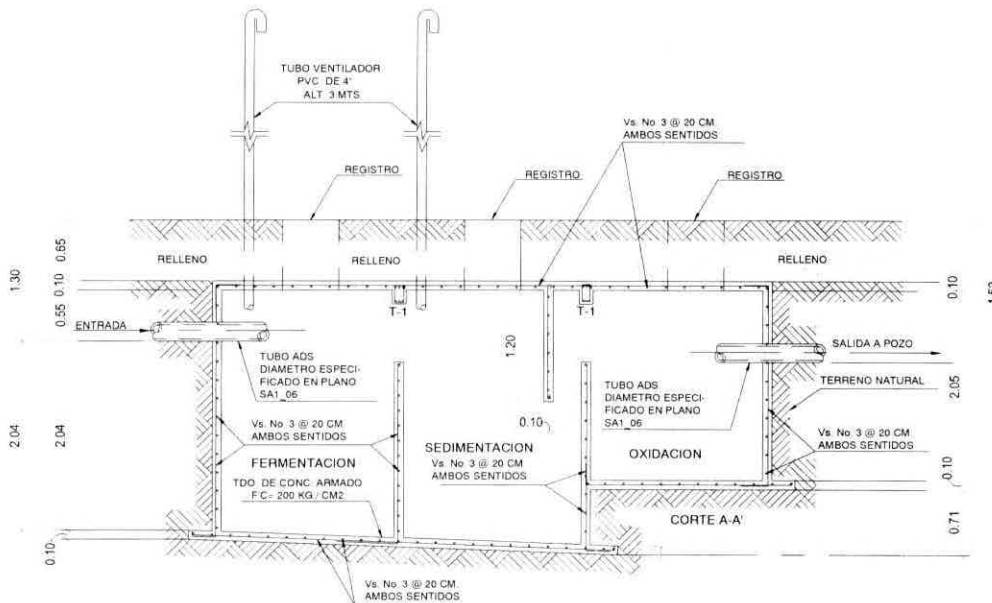 TUBO VENTILADOR
PVC DE 4'
ALT 3 MTS.
Vs. No 3 @ 20 CM.
AMBOS SENTIDOS
REGISTRO
REGISTRO
REGISTRO
RELLENO
RELLENO
RELLENO
1.30
0.65
0.10
0.55
0.10
1.52
ENTRADA
T-1
T-1
1.20
SALIDA A POZO
TUBO ADS
DIAMETRO ESPECI-
FICADO EN PLANO
SA1_06
TUBO ADS
DIAMETRO ESPECI-
FICADO EN PLANO
SA1_06
TERRENO NATURAL
2.05
0.10
2.04
2.04
Vs. No 3 @ 20 CM
AMBOS SENTIDOS
FERMENTACION
SEDIMENTACION
Vs. No 3 @ 20 CM
AMBOS SENTIDOS
OXIDACION
Vs. No 3 @ 20 CM
AMBOS SENTIDOS
TDO. DE CONC. ARMADO
F'C= 200 KG / CM2
0.10
CORTE A-A'
0.71
0.10
Vs. No. 3 @ 20 CM.
AMBOS SENTIDOS